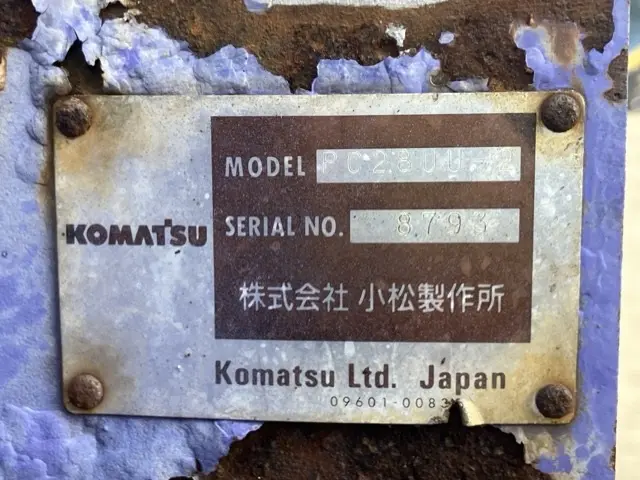 MODEL PC28UU-2
SERIAL NO. 8793
KOMATSU
株式会社 小松製作所
Komatsu Ltd. Japan
09601-0083